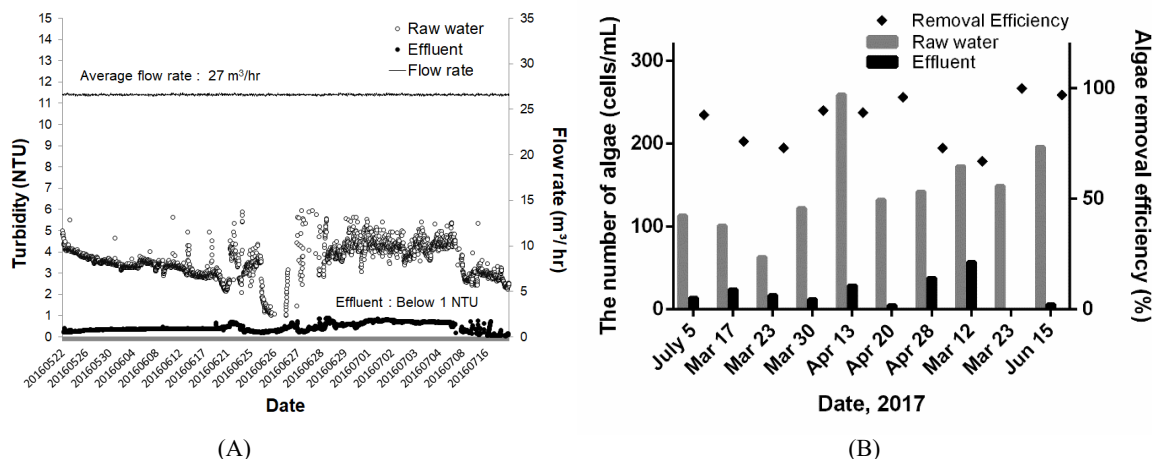 15
14
13
12
11
10
9
8
7
6
5
4
3
2
1
0
Turbidity (NTU)
○ Raw water
● Effluent
— Flow rate
Average flow rate : 27 m³/hr
Effluent : Below 1 NTU
35
30
25
20
15
10
5
0
Flow rate (m³/ hr)
20160522
20160526
20160530
20160604
20160608
20160612
20160617
20160621
20160625
20160626
20160627
20160628
20160629
20160701
20160702
20160703
20160704
20160708
20160716
Date
(A)
300
200
100
0
The number of algae (cells/mL)
Removal Efficiency
Raw water
Effluent
100
50
0
Algae removal
efficiency (%)
July 5
Mar 17
Mar 23
Mar 30
Apr 13
Apr 20
Apr 28
Mar 12
Mar 23
Jun 15
Date, 2017
(B)